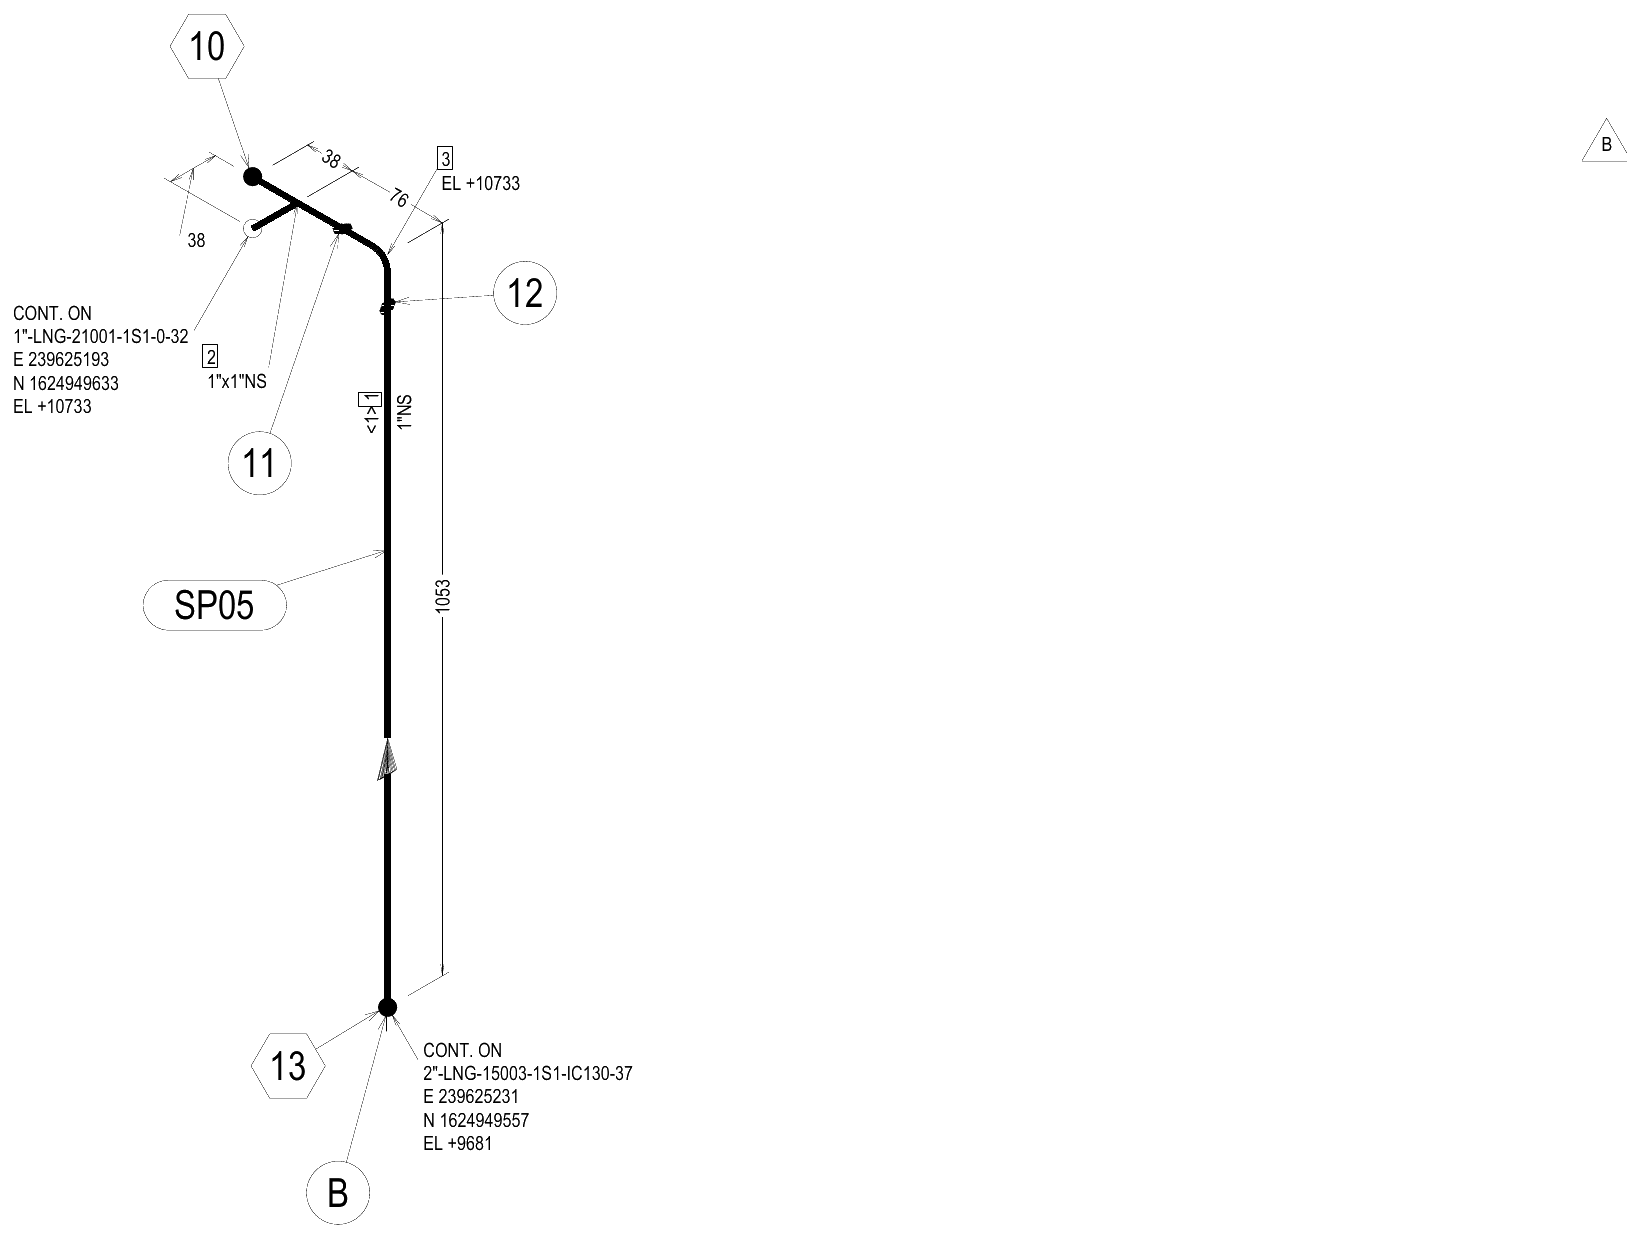 10
B
38
3
EL +10733
76
38
12
CONT. ON
1"-LNG-21001-1S1-0-32
E 239625193
N 1624949633
EL +10733
2
1"x1"NS
<1> 1
1"NS
11
SP05
1053
13
CONT. ON
2"-LNG-15003-1S1-IC130-37
E 239625231
N 1624949557
EL +9681
B